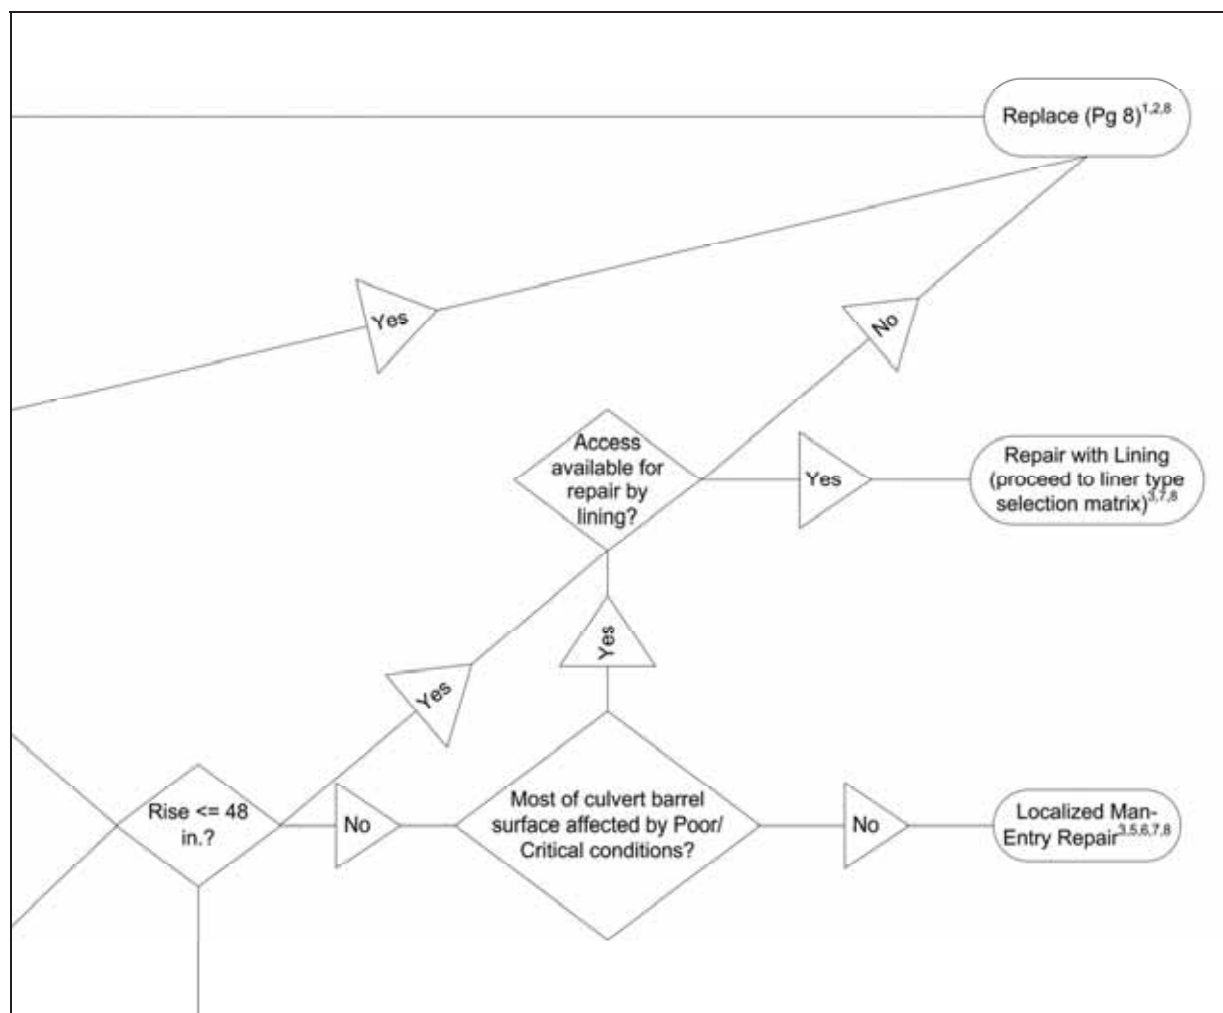 Replace (Pg 8)1,2,8
Yes
No
Access
available for
repair by
lining?
Yes
Repair with Lining
(proceed to liner type
selection matrix)3,7,8
Yes
Yes
Rise <= 48
in.?
No
Most of culvert barrel
surface affected by Poor/
Critical conditions?
No
Localized Man-
Entry Repair3,5,6,7,8